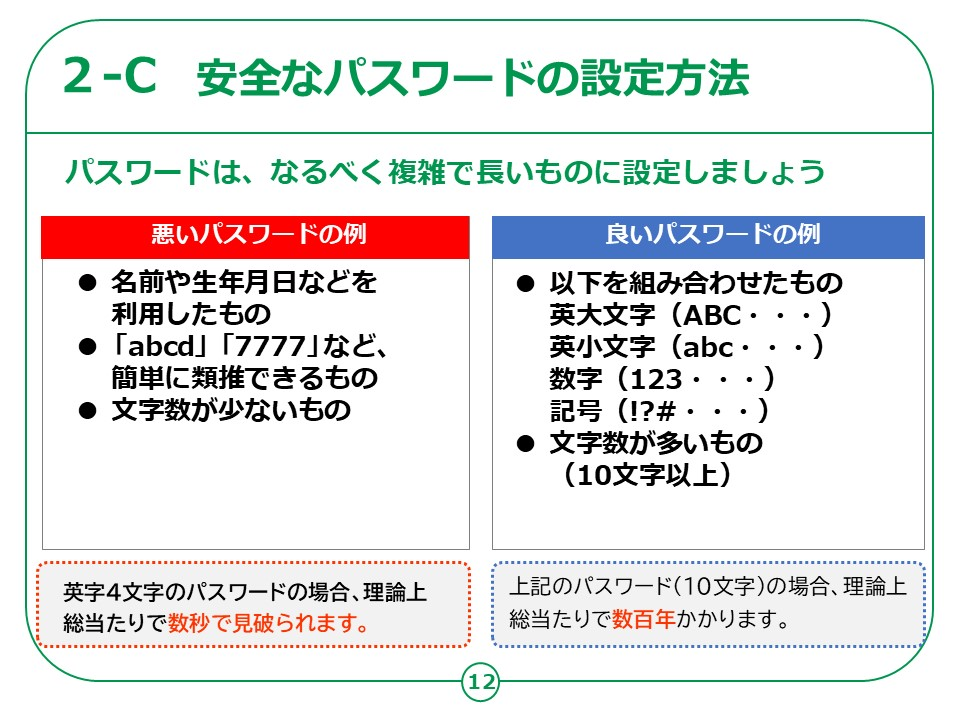 ２-C　安全なパスワードの設定方法
パスワードは、なるべく複雑で長いものに設定しましょう
悪いパスワードの例
● 名前や生年月日などを
利用したもの
● 「abcd」「7777」など、
簡単に類推できるもの
● 文字数が少ないもの
良いパスワードの例
● 以下を組み合わせたもの
英大文字（ABC・・・）
英小文字（abc・・・）
数字（123・・・）
記号（!?#・・・）
● 文字数が多いもの
（10文字以上）
英字４文字のパスワードの場合、理論上
総当たりで数秒で見破られます。
上記のパスワード（１０文字）の場合、理論上
総当たりで数百年かかります。
12